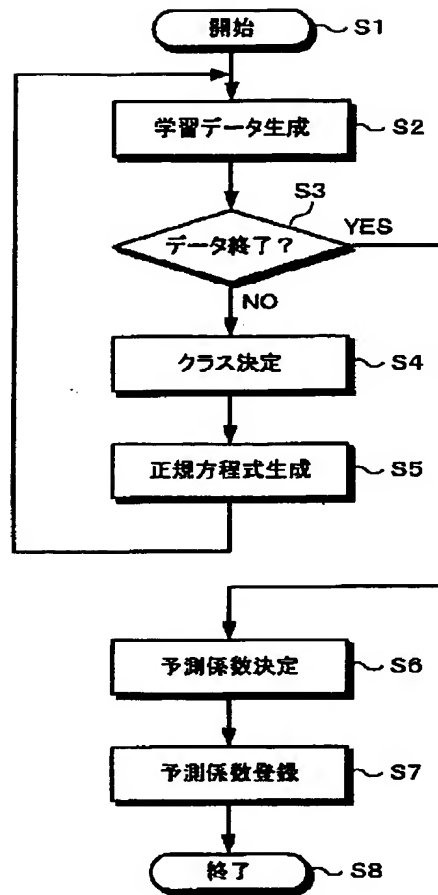 開始 S1
学習データ生成 S2
S3
データ終了? YES
NO
クラス決定 S4
正規方程式生成 S5
予測係数決定 S6
予測係数登録 S7
終了 S8